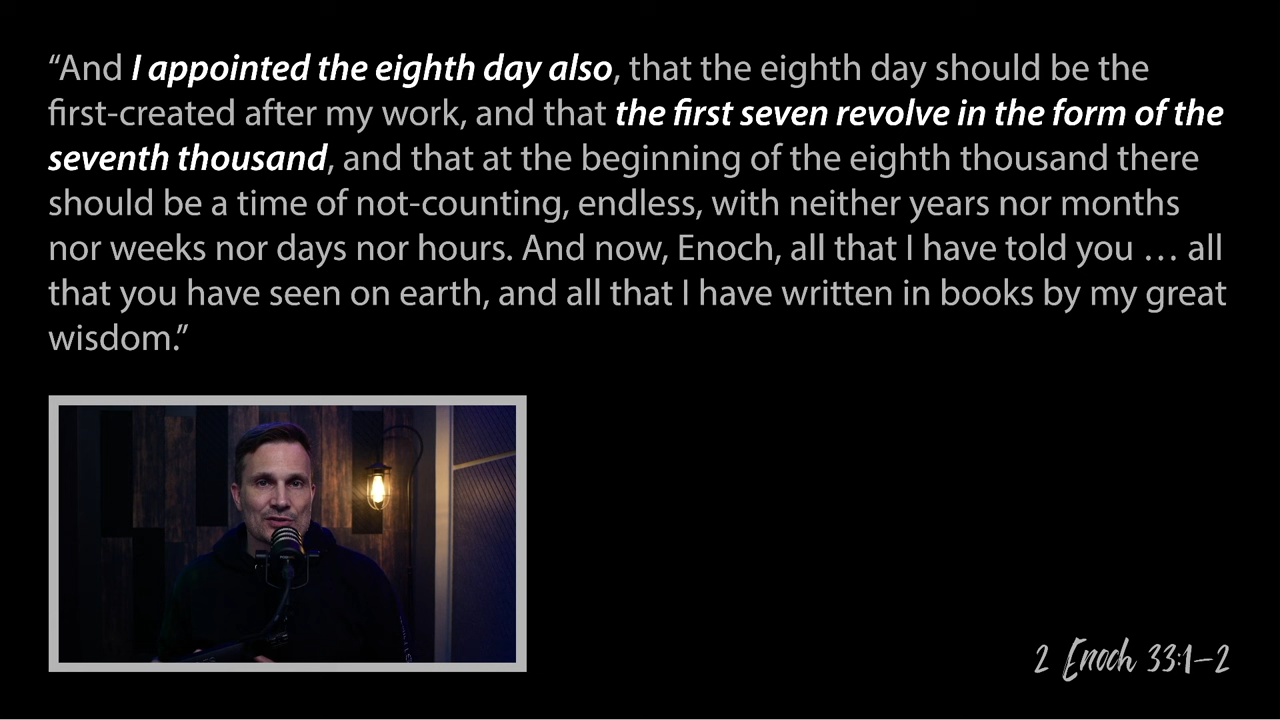 “And I appointed the eighth day also, that the eighth day should be the
first-created after my work, and that the first seven revolve in the form of the
seventh thousand, and that at the beginning of the eighth thousand there
should be a time of not-counting, endless, with neither years nor months
nor weeks nor days nor hours. And now, Enoch, all that I have told you … all
that you have seen on earth, and all that I have written in books by my great
wisdom.”
2 Enoch 33:1–2